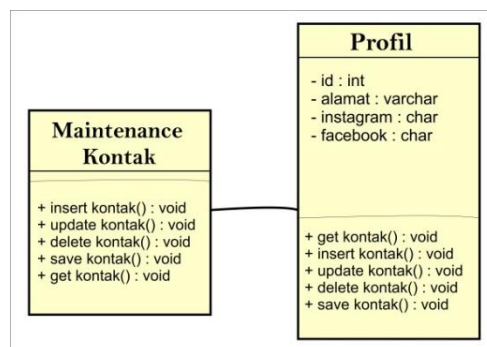 Maintenance
Kontak
+ insert kontak() : void
+ update kontak() : void
+ delete kontak() : void
+ save kontak() : void
+ get kontak() : void
Profil
- id : int
- alamat : varchar
- instagram : char
- facebook : char
+ get kontak() : void
+ insert kontak() : void
+ update kontak() : void
+ delete kontak() : void
+ save kontak() : void